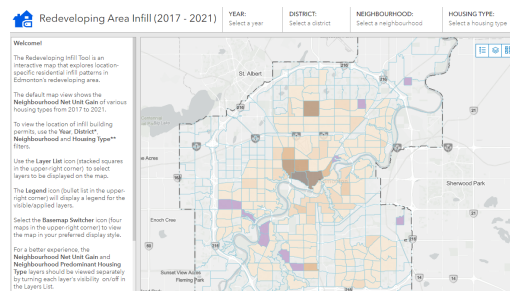 Redeveloping Area Infill (2017 - 2021)
YEAR:
Select a year
DISTRICT:
Select a district
NEIGHBOURHOOD:
Select a neighbourhood
HOUSING TYPE:
Select a housing type
Welcome!
The Redeveloping Infill Tool is an
interactive map that explores location-
specific residential infill patterns in
Edmonton's redeveloping area.
The default map view shows the
Neighbourhood Net Unit Gain of various
housing types from 2017 to 2021.
To view the location of infill building
permits, use the Year, District*,
Neighbourhood and Housing Type**
filters.
Use the Layer List icon (stacked squares
in the upper-right corner) to select
layers to be displayed on the map.
The Legend icon (bullet list in the upper-
right corner) will display a legend for the
visible/applied layers.
Select the Basemap Switcher icon (four
maps in the upper-right corner) to view
the map in your preferred display style.
For a better experience, the
Neighbourhood Net Unit Gain and
Neighbourhood Predominant Housing
Type layers should be viewed separately
by turning each layer's visibility on/off in
the Layers List.
St. Albert
216
21
e Acres
Sherwood Park
Enoch Cree
60
216
Sunset View Acres
Fleming Park
14
14